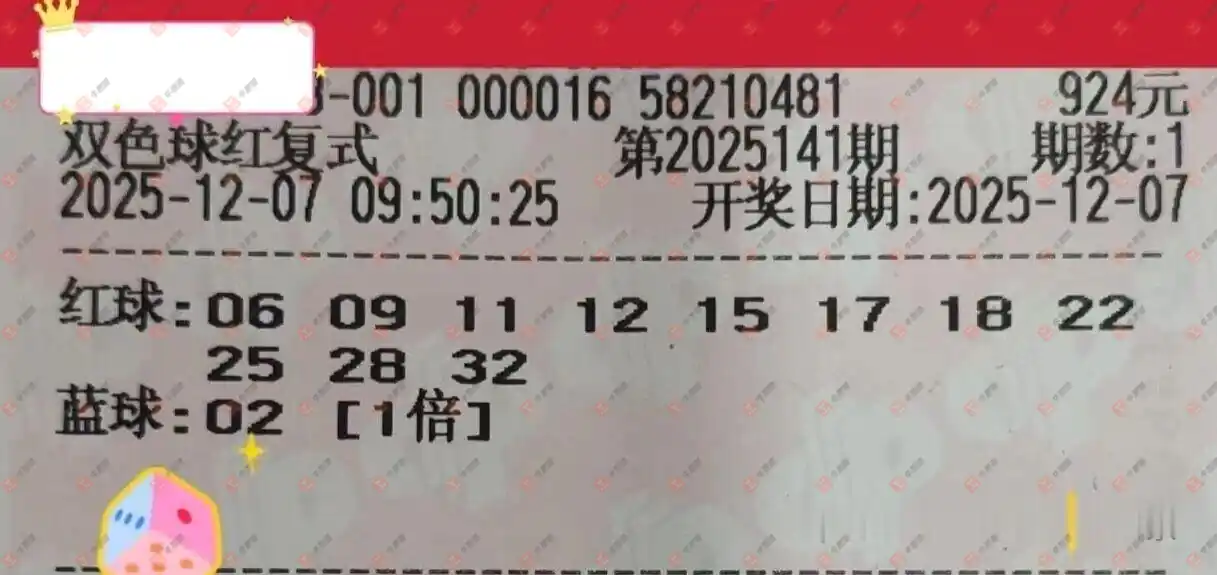 3-001 000016 58210481 924元
双色球红复式 第2025141期 期数:1
2025-12-07 09:50:25 开奖日期:2025-12-07
红球:06 09 11 12 15 17 18 22
25 28 32
蓝球:02 [1倍]